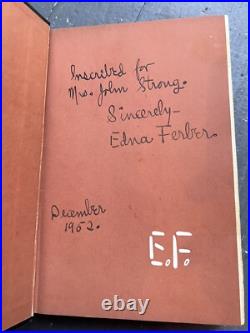 Inscribed for
Mrs. John Strong.
Sincerely-
Edna Ferber.
December
1952.
E.F.